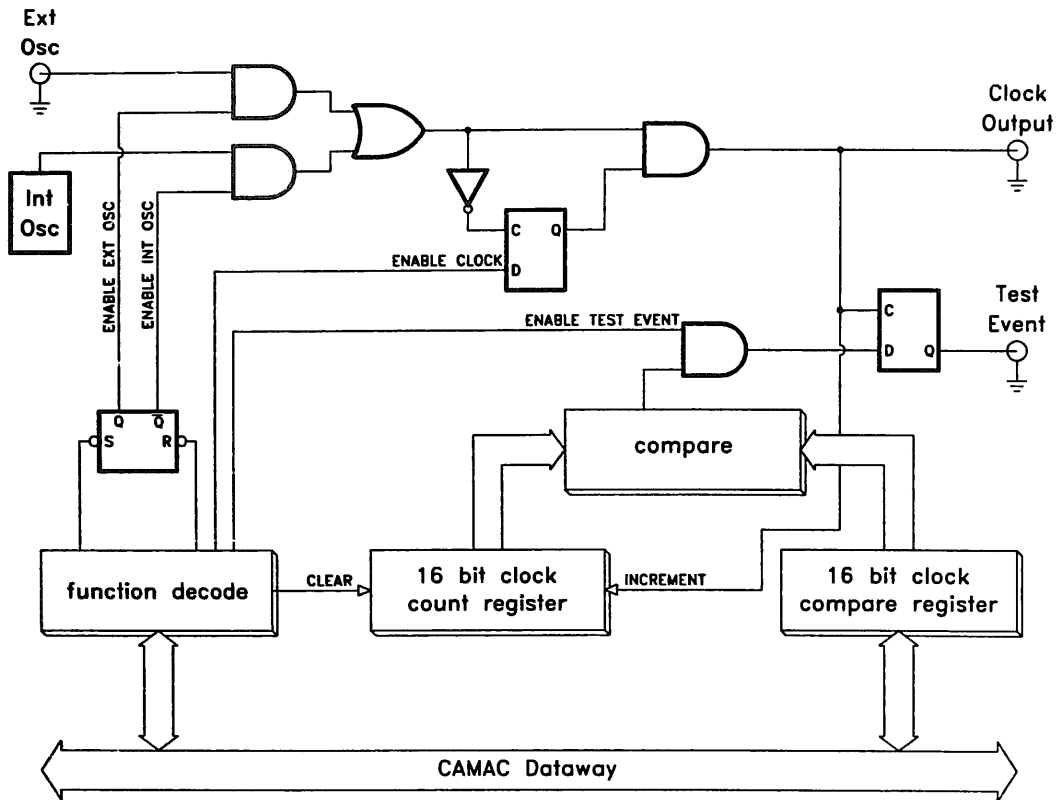 Ext
Osc
Clock
Output
Int
Osc
ENABLE EXT OSC
ENABLE INT OSC
C Q
D
ENABLE CLOCK
ENABLE TEST EVENT
Test
Event
C
D Q
Q Q̅
S R
compare
function decode
CLEAR
16 bit clock
count register
INCREMENT
16 bit clock
compare register
CAMAC Dataway